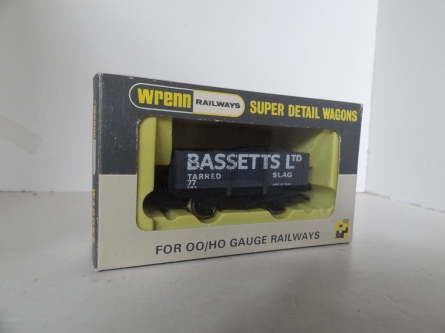 Wrenn RAILWAYS
SUPER DETAIL WAGONS
BASSETTS LTD
TARRED SLAG
77
FOR OO/HO GAUGE RAILWAYS